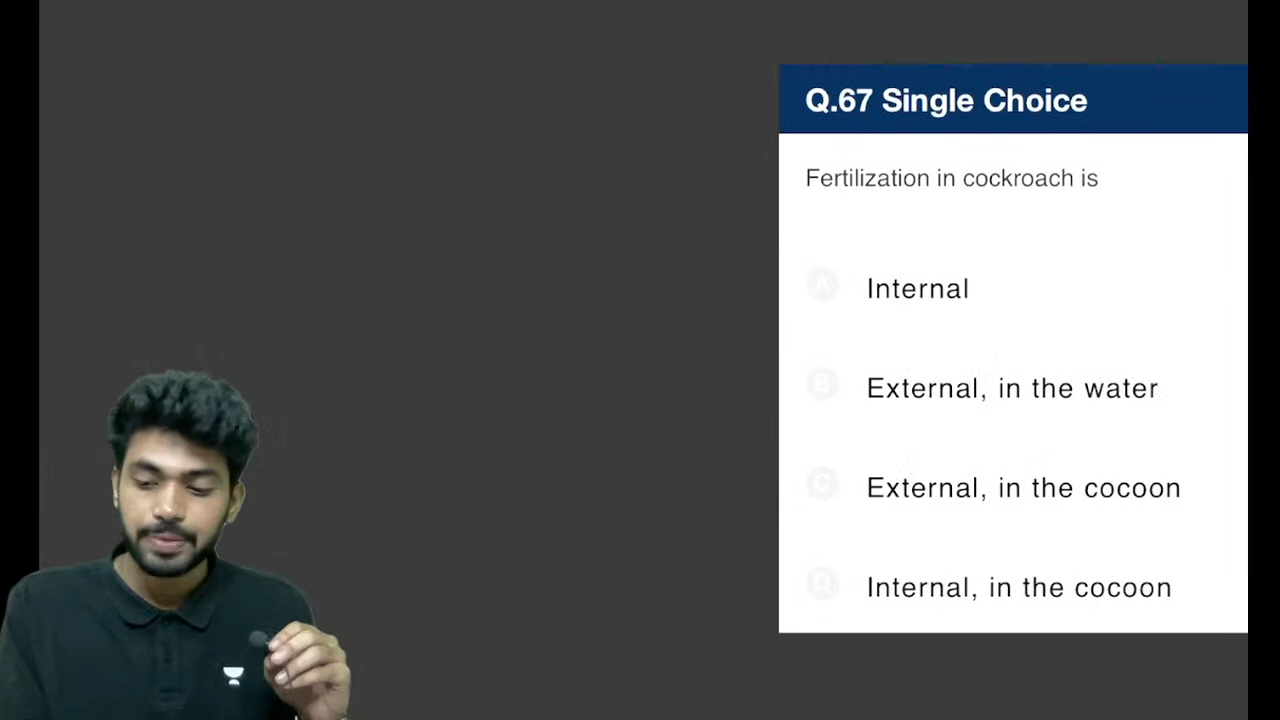 Q.67 Single Choice
Fertilization in cockroach is
A Internal
B External, in the water
C External, in the cocoon
D Internal, in the cocoon